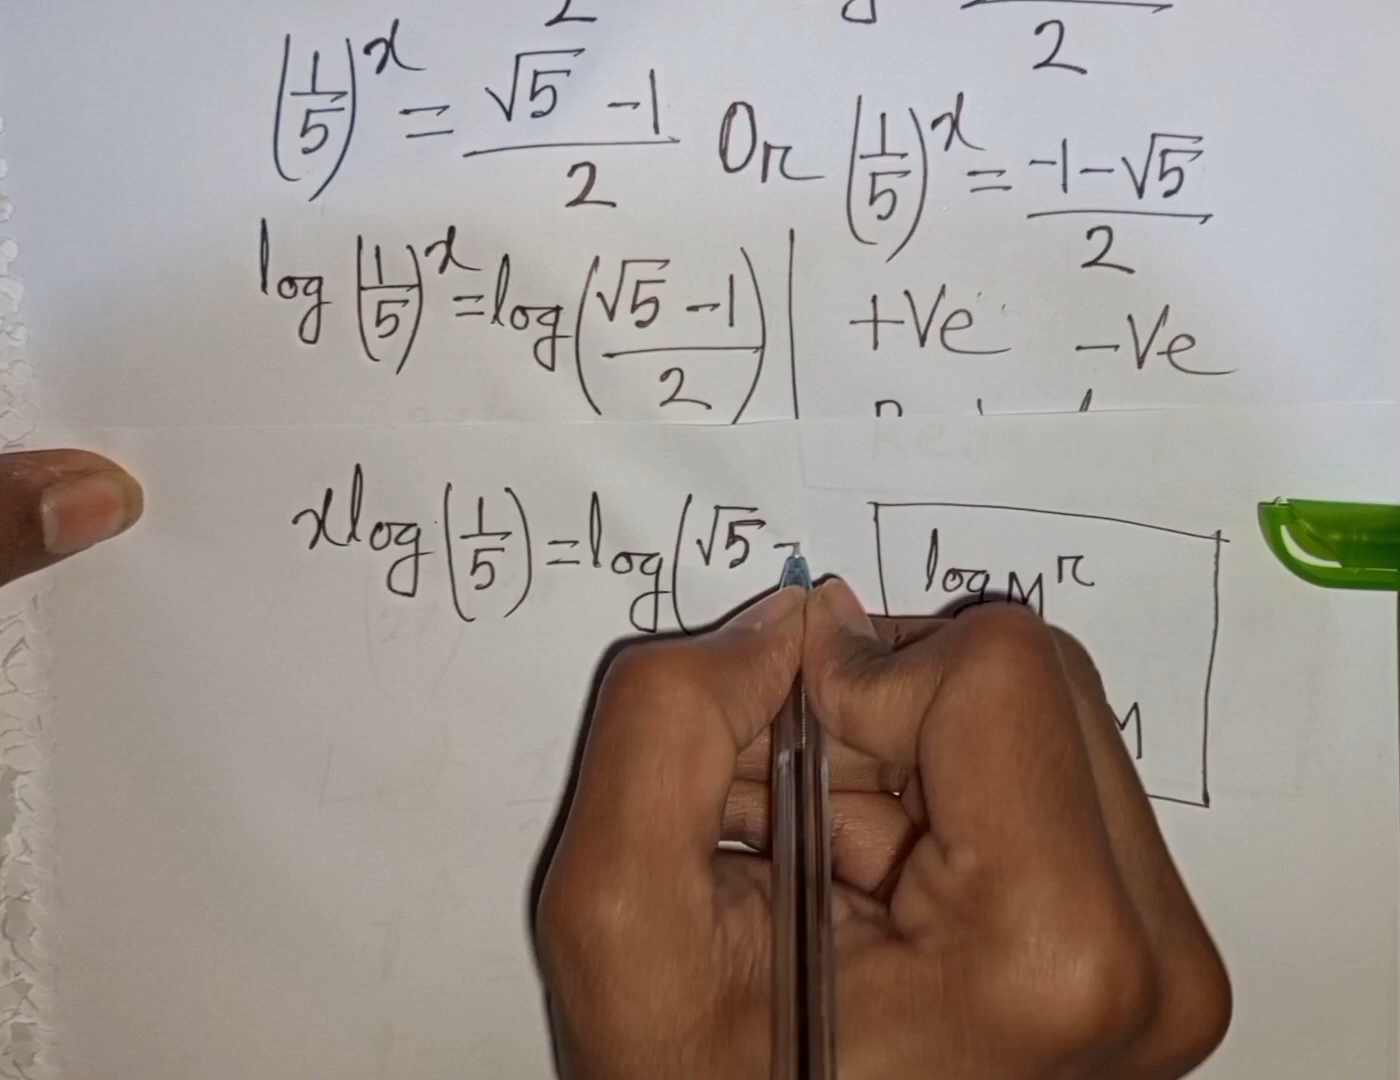 (1/5)^x = (√5 -1)/2 Or (1/5)^x = (-1-√5)/2
log (1/5)^x = log ((√5 -1)/2) | +Ve -Ve
x log (1/5) = log (√5 -
log M^r
M